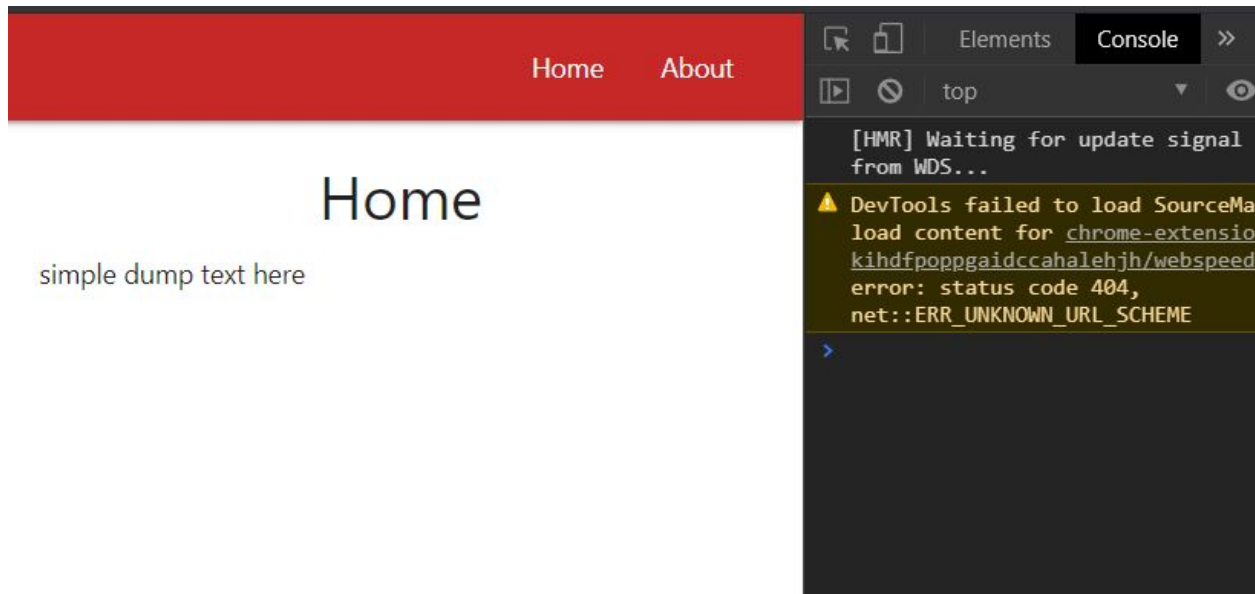 Home About
Home
simple dump text here
Elements Console »
top
[HMR] Waiting for update signal
from WDS...
DevTools failed to load SourceMa
load content for chrome-extensio
kihdfpoppgaidccahalehjh/webspeed
error: status code 404,
net::ERR_UNKNOWN_URL_SCHEME
>